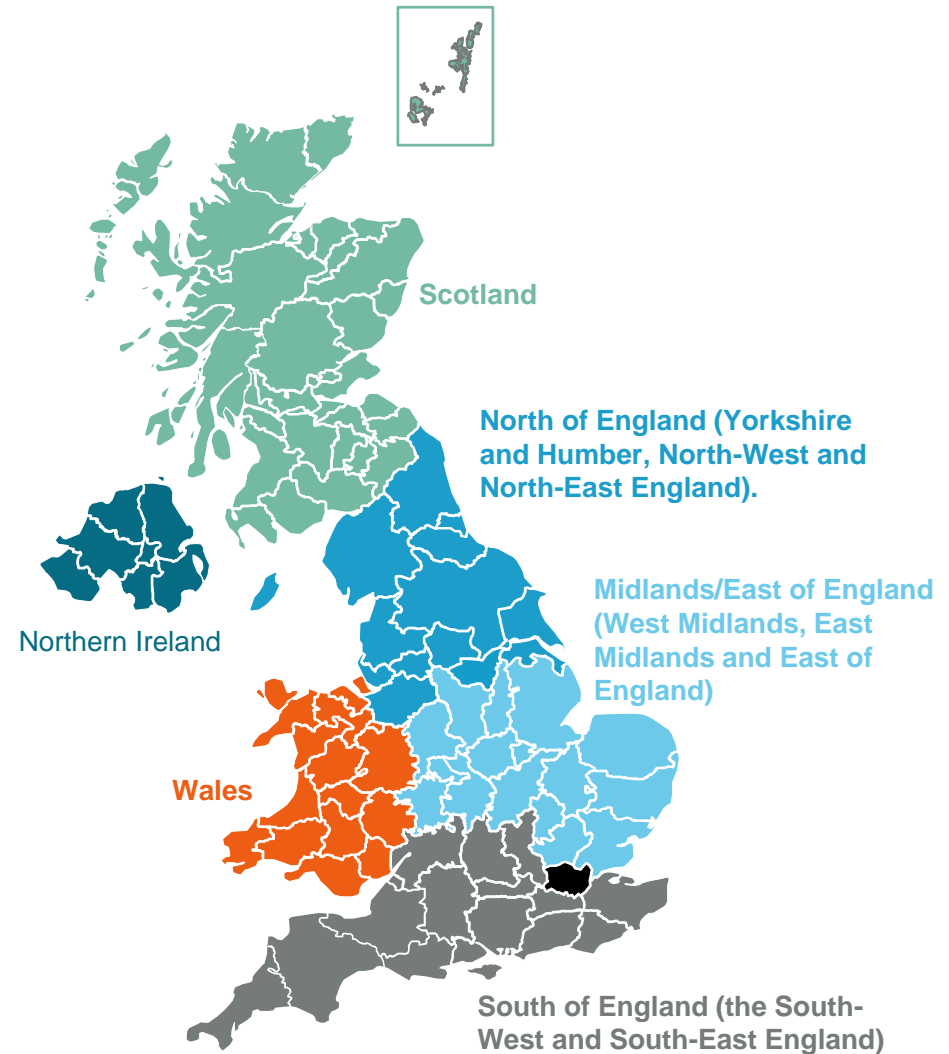 Scotland
North of England (Yorkshire
and Humber, North-West and
North-East England).
Northern Ireland
Midlands/East of England
(West Midlands, East
Midlands and East of
England)
Wales
South of England (the South-
West and South-East England)